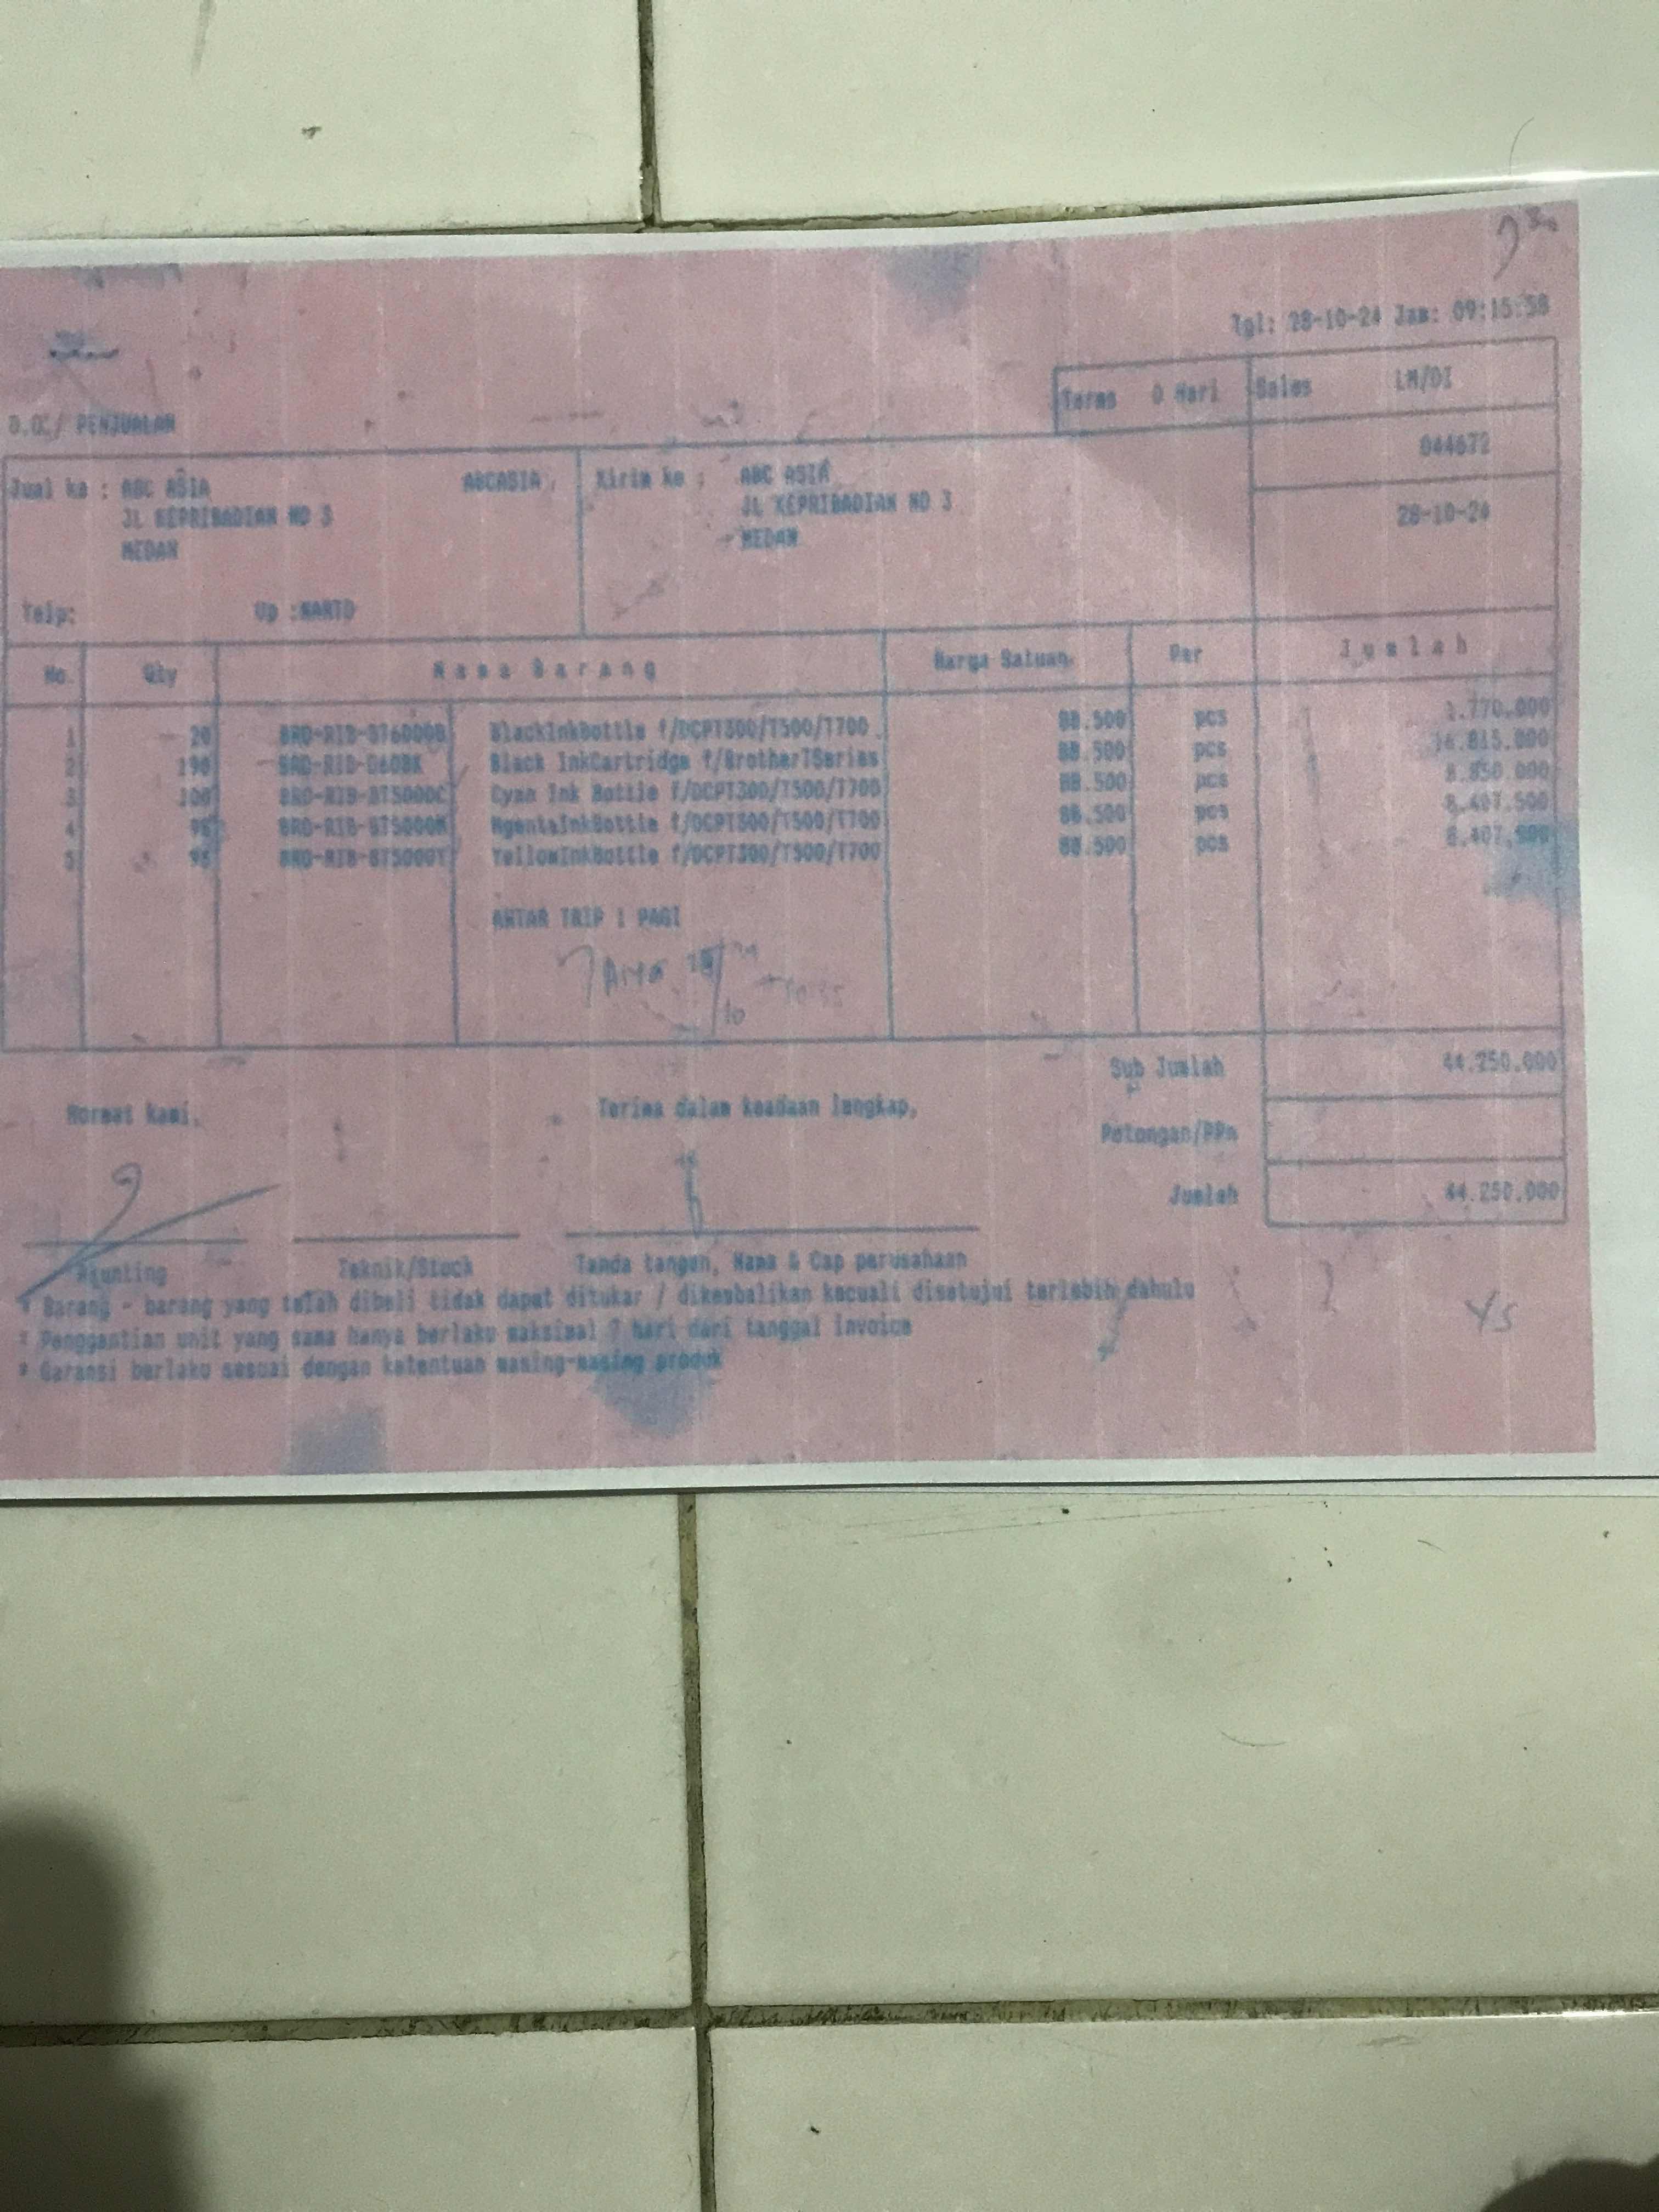 Tgl: 28-10-24 Jam: 09:15:58
Terms 0 Hari Sales LM/DI
D.O./ PENJUALAN
044672
Jual ke : ABC ASIA ABCASIA Kirim ke : ABC ASIA
JL KEPRIBADIAN NO 3 JL KEPRIBADIAN NO 3 28-10-24
MEDAN MEDAN
Telp: Up :NARTO
No. Qty Nama Barang Harga Satuan Per Jumlah
1 20 BRO-RIB-BT6000B BlackInkBottle f/DCPT300/T500/T700 88.500 pcs 1.770.000
2 190 BRO-RIB-D60BK Black InkCartridge f/BrotherTSeries 88.500 pcs 16.815.000
3 100 BRO-RIB-BT5000C Cyan Ink Bottle f/DCPT300/T500/T700 88.500 pcs 8.850.000
4 95 BRO-RIB-BT5000M MgentaInkBottle f/DCPT300/T500/T700 88.500 pcs 8.407.500
5 95 BRO-RIB-BT5000Y YellowInkBottle f/DCPT300/T500/T700 88.500 pcs 8.407.500
ANTAR TRIP 1 PAGI
Sub Jumlah 44.250.000
Hormat kami, Terima dalam keadaan lengkap,
Potongan/PPn
Jumlah 44.250.000
Teknik/Stock Tanda tangan, Nama & Cap perusahaan
* Barang - barang yang telah dibeli tidak dapat ditukar / dikembalikan kecuali disetujui terlebih dahulu
* Penggantian unit yang sama hanya berlaku maksimal 7 hari dari tanggal invoice
* Garansi berlaku sesuai dengan ketentuan masing-masing produk